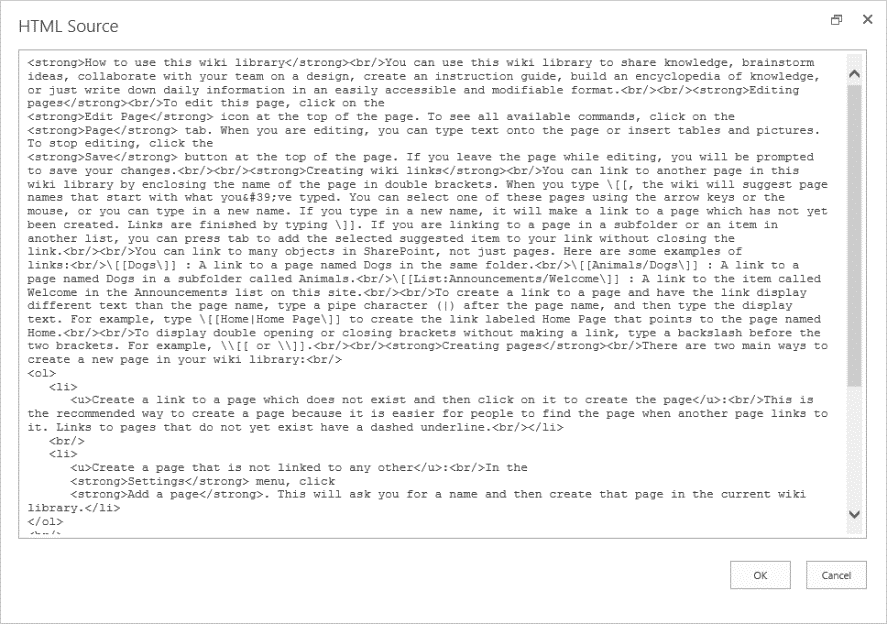 HTML Source
<strong>How to use this wiki library</strong><br/>You can use this wiki library to share knowledge, brainstorm
ideas, collaborate with your team on a design, create an instruction guide, build an encyclopedia of knowledge,
or just write down daily information in an easily accessible and modifiable format.<br/><br/><strong>Editing
pages</strong><br/>To edit this page, click on the
<strong>Edit Page</strong> icon at the top of the page. To see all available commands, click on the
<strong>Page</strong> tab. When you are editing, you can type text onto the page or insert tables and pictures.
To stop editing, click the
<strong>Save</strong> button at the top of the page. If you leave the page while editing, you will be prompted
to save your changes.<br/><br/><strong>Creating wiki links</strong><br/>You can link to another page in this
wiki library by enclosing the name of the page in double brackets. When you type \[[, the wiki will suggest page
names that start with what you&#39;ve typed. You can select one of these pages using the arrow keys or the
mouse, or you can type in a new name. If you type in a new name, it will make a link to a page which has not yet
been created. Links are finished by typing \]]. If you are linking to a page in a subfolder or an item in
another list, you can press tab to add the selected suggested item to your link without closing the
link.<br/><br/>You can link to many objects in SharePoint, not just pages. Here are some examples of
links:<br/>\[[Dogs\]] : A link to a page named Dogs in the same folder.<br/>\[[Animals/Dogs\]] : A link to a
page named Dogs in a subfolder called Animals.<br/>\[[List:Announcements/Welcome\]] : A link to the item called
Welcome in the Announcements list on this site.<br/><br/>To create a link to a page and have the link display
different text than the page name, type a pipe character (|) after the page name, and then type the display
text. For example, type \[[Home|Home Page\]] to create the link labeled Home Page that points to the page named
Home.<br/><br/>To display double opening or closing brackets without making a link, type a backslash before the
two brackets. For example, \\[[ or \\]].<br/><br/><strong>Creating pages</strong><br/>There are two main ways to
create a new page in your wiki library:<br/>
<ol>
<li>
<u>Create a link to a page which does not exist and then click on it to create the page</u>:<br/>This is
the recommended way to create a page because it is easier for people to find the page when another page links to
it. Links to pages that do not yet exist have a dashed underline.<br/></li>
<br/>
<li>
<u>Create a page that is not linked to any other</u>:<br/>In the
<strong>Settings</strong> menu, click
<strong>Add a page</strong>. This will ask you for a name and then create that page in the current wiki
library.</li>
</ol>
<br/>
OK
Cancel